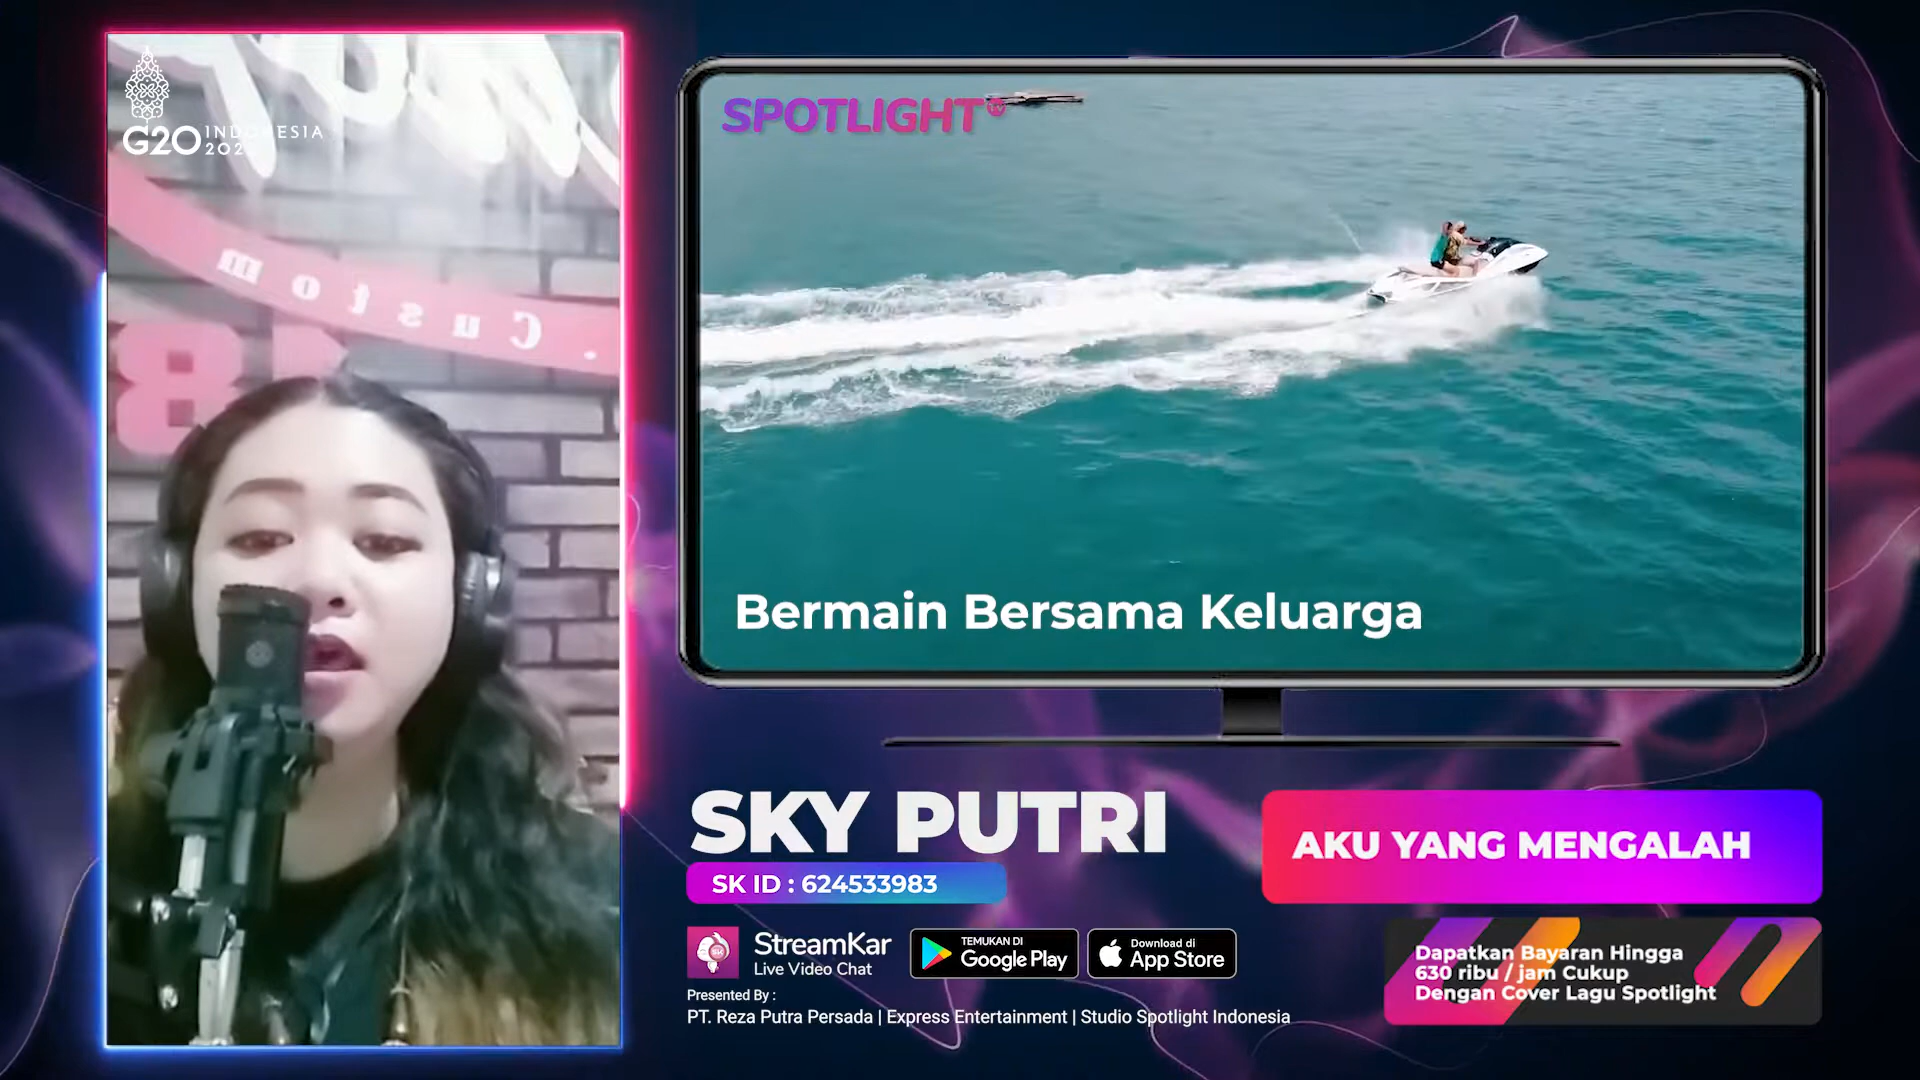 G20 INDONESIA
Custom
SPOTLIGHT TV
Bermain Bersama Keluarga
SKY PUTRI
SK ID : 624533983
AKU YANG MENGALAH
StreamKar
Live Video Chat
TEMUKAN DI
Google Play
Download di
App Store
Dapatkan Bayaran Hingga
630 ribu / jam Cukup
Dengan Cover Lagu Spotlight
Presented By :
PT. Reza Putra Persada | Express Entertainment | Studio Spotlight Indonesia